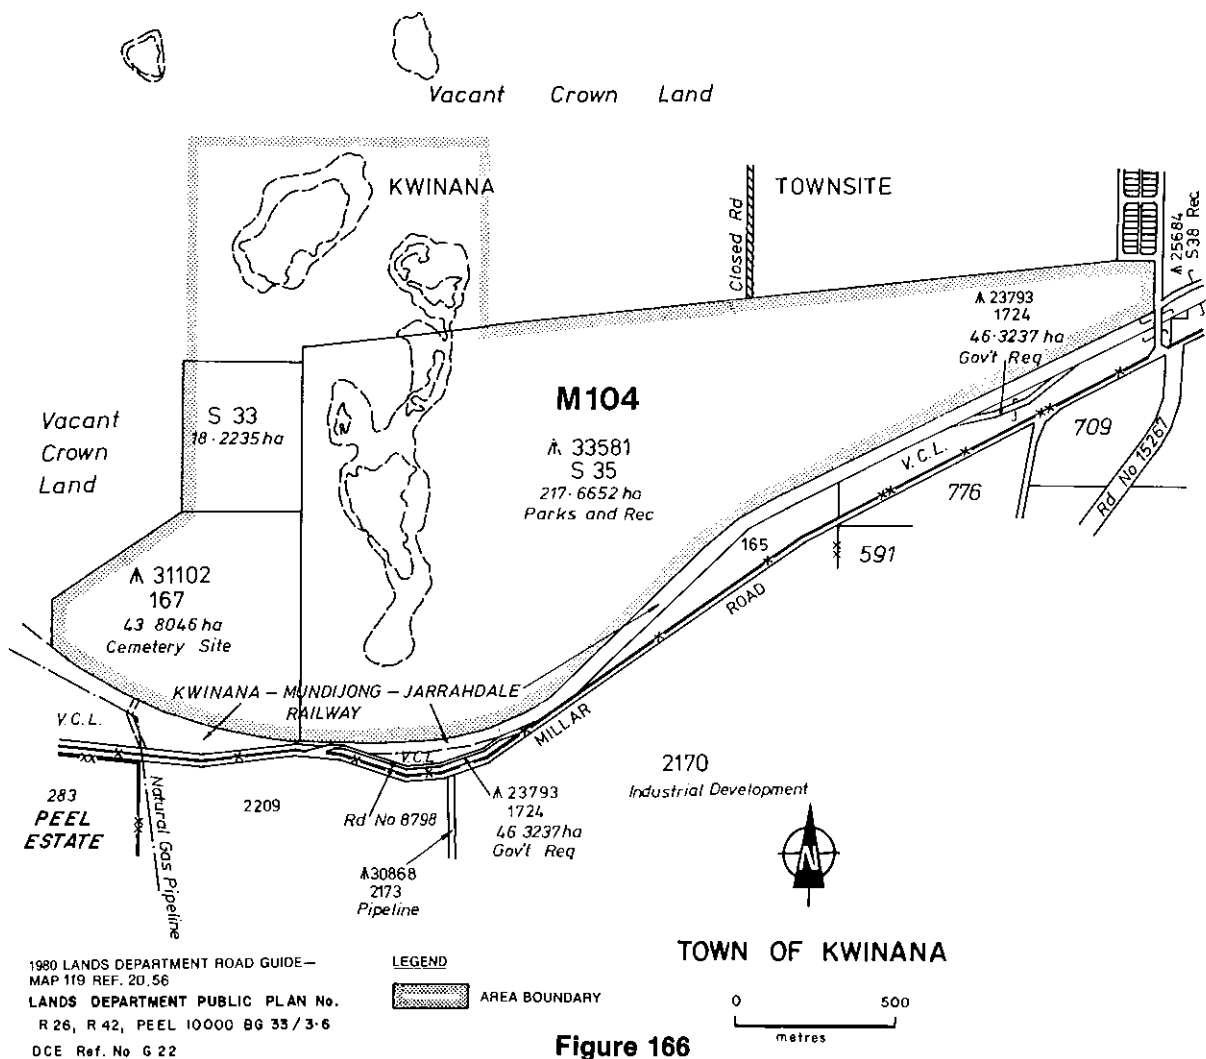 Vacant Crown Land
KWINANA
TOWNSITE
Closed Rd
25684
S38 Rec
23793
1724
46·3237 ha
Gov't Req
Vacant
Crown
Land
S 33
18·2235 ha
M104
33581
S 35
217·6652 ha
Parks and Rec
V.C.L.
709
Rd No 15267
776
165
591
31102
167
43 8046 ha
Cemetery Site
ROAD
KWINANA – MUNDIJONG – JARRAHDALE
RAILWAY
V.C.L.
V.C.L.
MILLAR
2170
Industrial Development
283
PEEL
ESTATE
Natural Gas Pipeline
2209
Rd No 8798
23793
1724
46 3237ha
Gov't Req
30868
2173
Pipeline
N
TOWN OF KWINANA
1980 LANDS DEPARTMENT ROAD GUIDE—
MAP 119 REF. 20.56
LANDS DEPARTMENT PUBLIC PLAN No.
R 26, R 42, PEEL 10000 BG 33 / 3·6
DCE Ref. No G 22
LEGEND
AREA BOUNDARY
0 500
metres
Figure 166